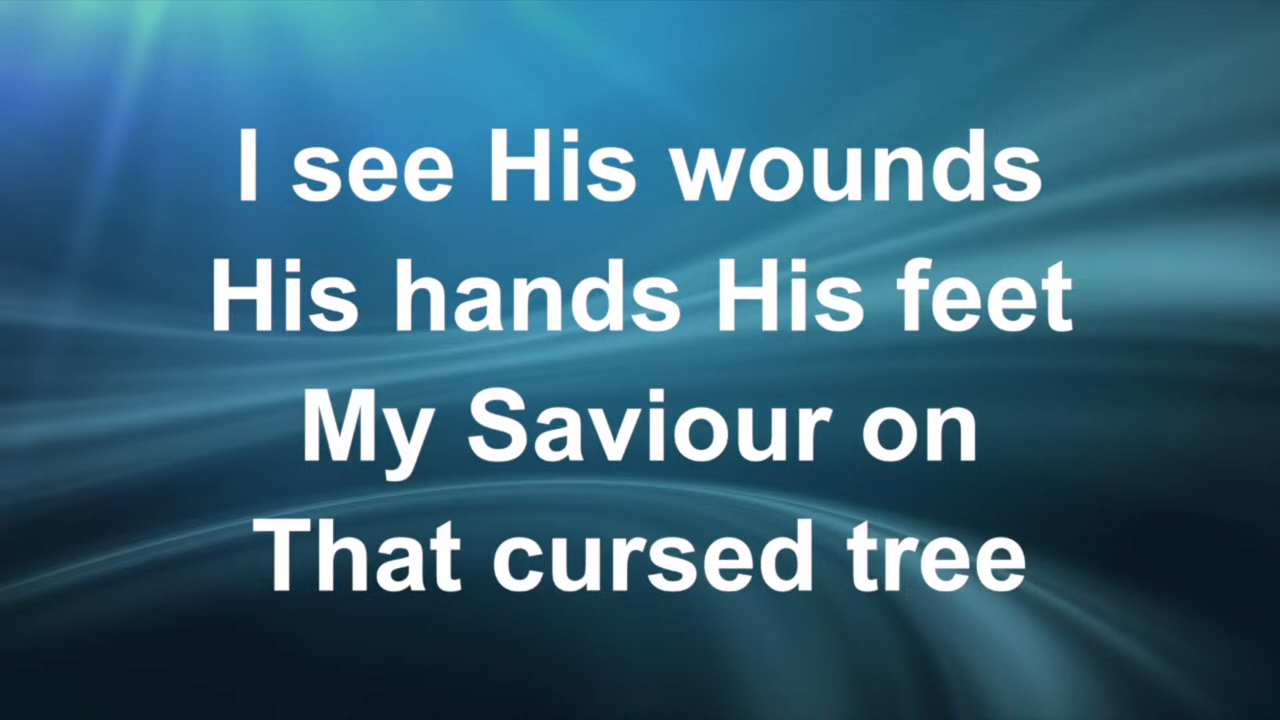 I see His wounds
His hands His feet
My Saviour on
That cursed tree